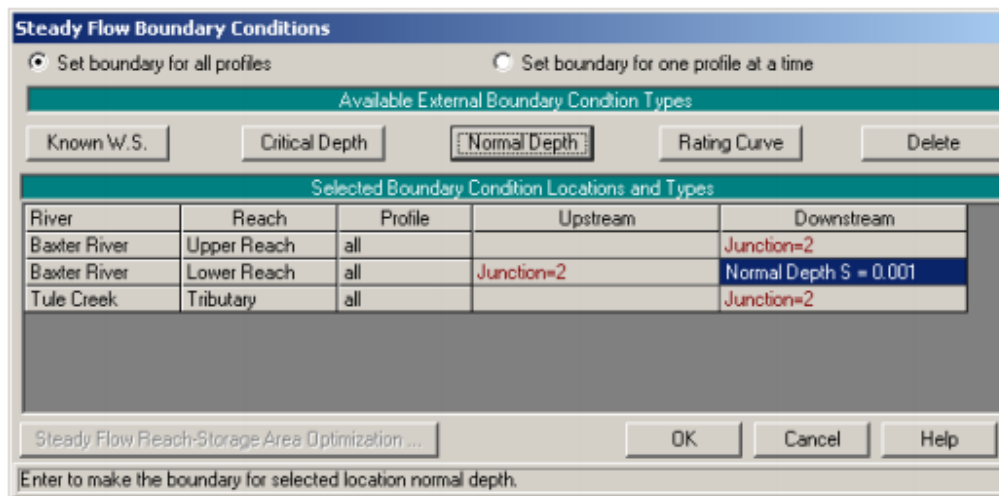 Steady Flow Boundary Conditions
Set boundary for all profiles Set boundary for one profile at a time
Available External Boundary Condtion Types
Known W.S. Critical Depth Normal Depth Rating Curve Delete
Selected Boundary Condition Locations and Types
River Reach Profile Upstream Downstream
Baxter River Upper Reach all Junction=2
Baxter River Lower Reach all Junction=2 Normal Depth S = 0.001
Tule Creek Tributary all Junction=2
Steady Flow Reach-Storage Area Optimization ... OK Cancel Help
Enter to make the boundary for selected location normal depth.